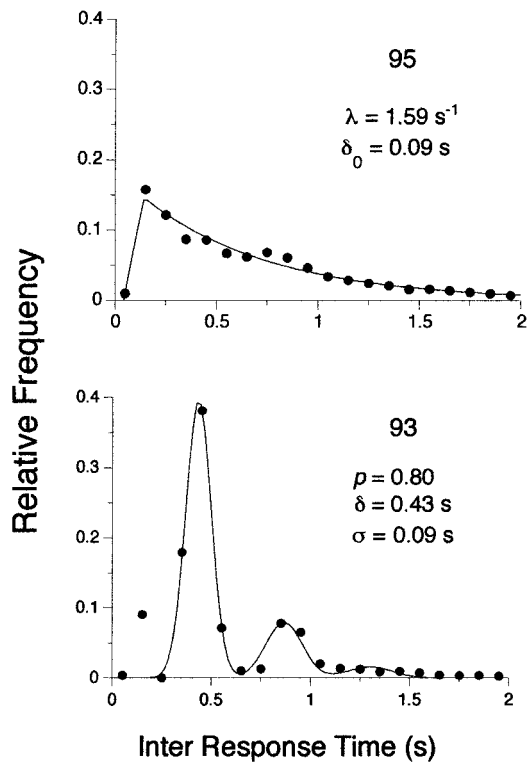 0.4
95
0.3
λ = 1.59 s⁻¹
δ₀ = 0.09 s
0.2
0.1
0
0 0.5 1 1.5 2
Relative Frequency
0.4
93
0.3
p = 0.80
δ = 0.43 s
σ = 0.09 s
0.2
0.1
0
0 0.5 1 1.5 2
Inter Response Time (s)